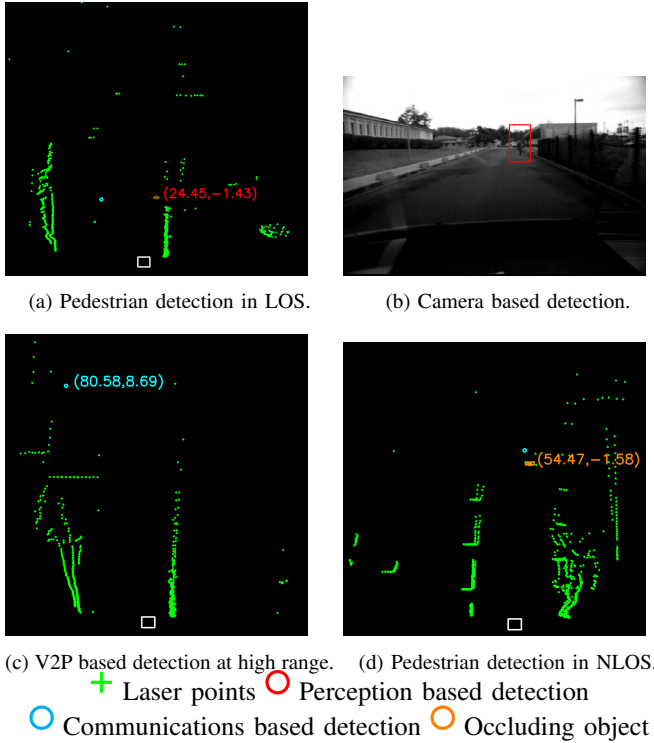 (24.45,-1.43)
(a) Pedestrian detection in LOS.
(b) Camera based detection.
(80.58,8.69)
(54.47,-1.58)
(c) V2P based detection at high range.
(d) Pedestrian detection in NLOS.
Laser points
Perception based detection
Communications based detection
Occluding object